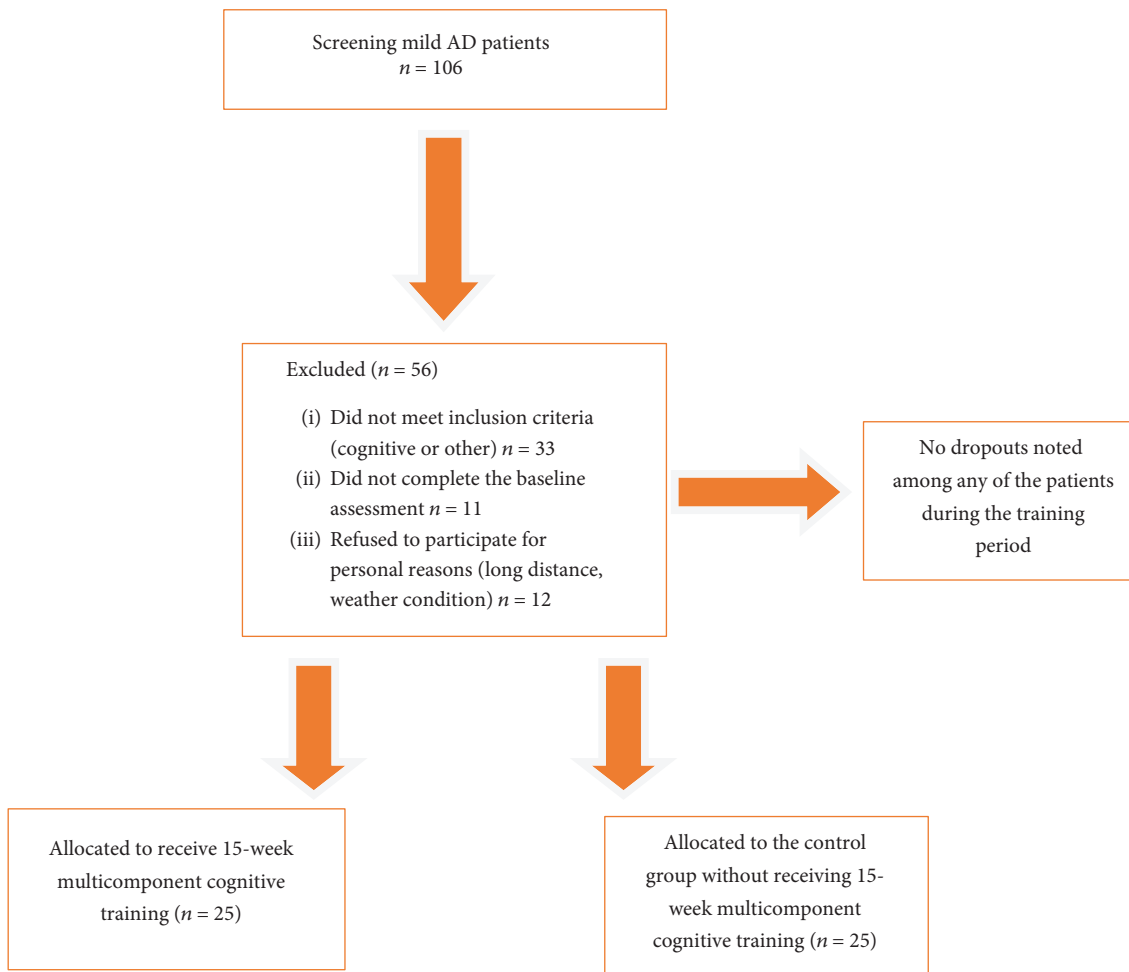 Screening mild AD patients
n = 106
Excluded (n = 56)
(i) Did not meet inclusion criteria
(cognitive or other) n = 33
(ii) Did not complete the baseline
assessment n = 11
(iii) Refused to participate for
personal reasons (long distance,
weather condition) n = 12
No dropouts noted
among any of the patients
during the training
period
Allocated to receive 15-week
multicomponent cognitive
training (n = 25)
Allocated to the control
group without receiving 15-
week multicomponent
cognitive training (n = 25)